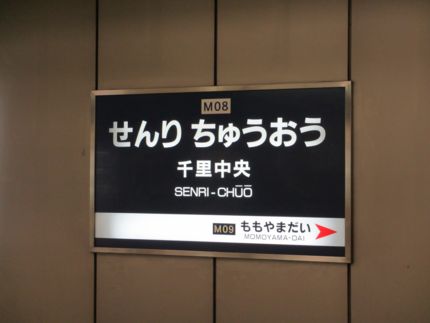 M08
せんり ちゅうおう
千里中央
SENRI-CHŪŌ
M09 ももやまだい
MOMOYAMA-DAI